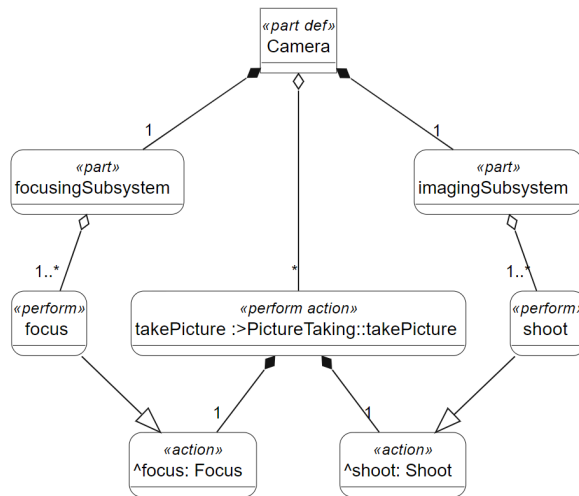 «part def»
Camera
1
1
«part»
focusingSubsystem
«part»
imagingSubsystem
1..*
*
1..*
«perform»
focus
«perform action»
takePicture :>PictureTaking::takePicture
«perform»
shoot
1
1
«action»
^focus: Focus
«action»
^shoot: Shoot